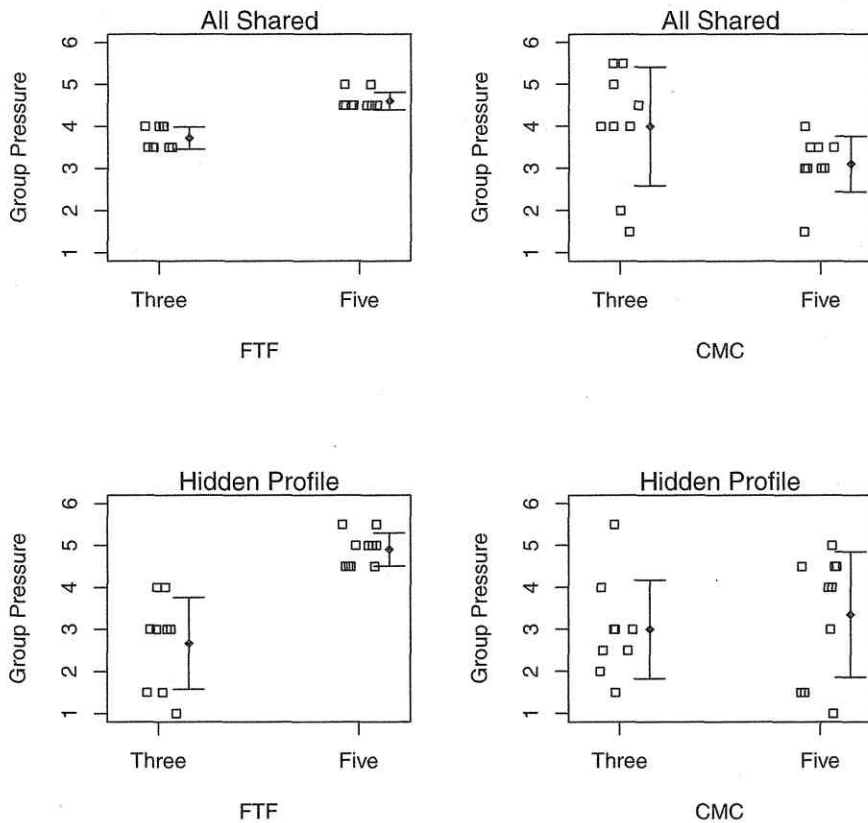 All Shared
Group Pressure
6
5
4
3
2
1
Three Five
FTF
All Shared
Group Pressure
6
5
4
3
2
1
Three Five
CMC
Hidden Profile
Group Pressure
6
5
4
3
2
1
Three Five
FTF
Hidden Profile
Group Pressure
6
5
4
3
2
1
Three Five
CMC